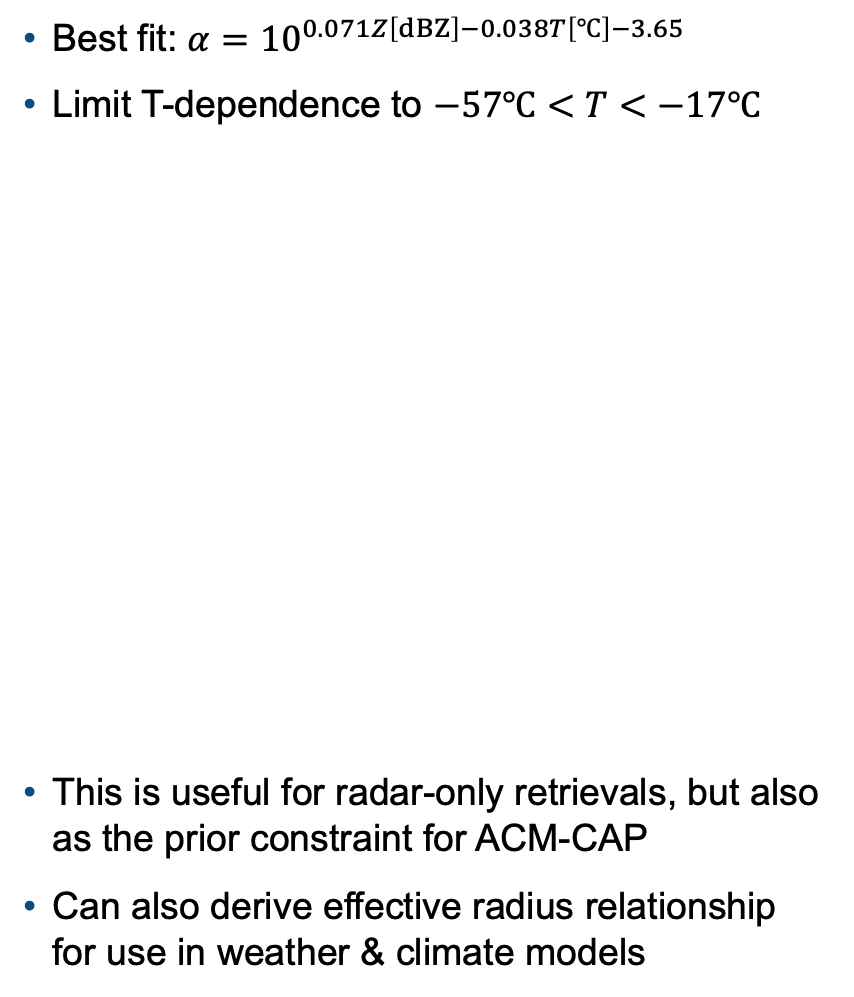 • Best fit: 𝛼 = 10^0.071𝑍[dBZ]−0.038𝑇[℃]−3.65
• Limit T-dependence to −57℃ < 𝑇 < −17℃
• This is useful for radar-only retrievals, but also
as the prior constraint for ACM-CAP
• Can also derive effective radius relationship
for use in weather & climate models